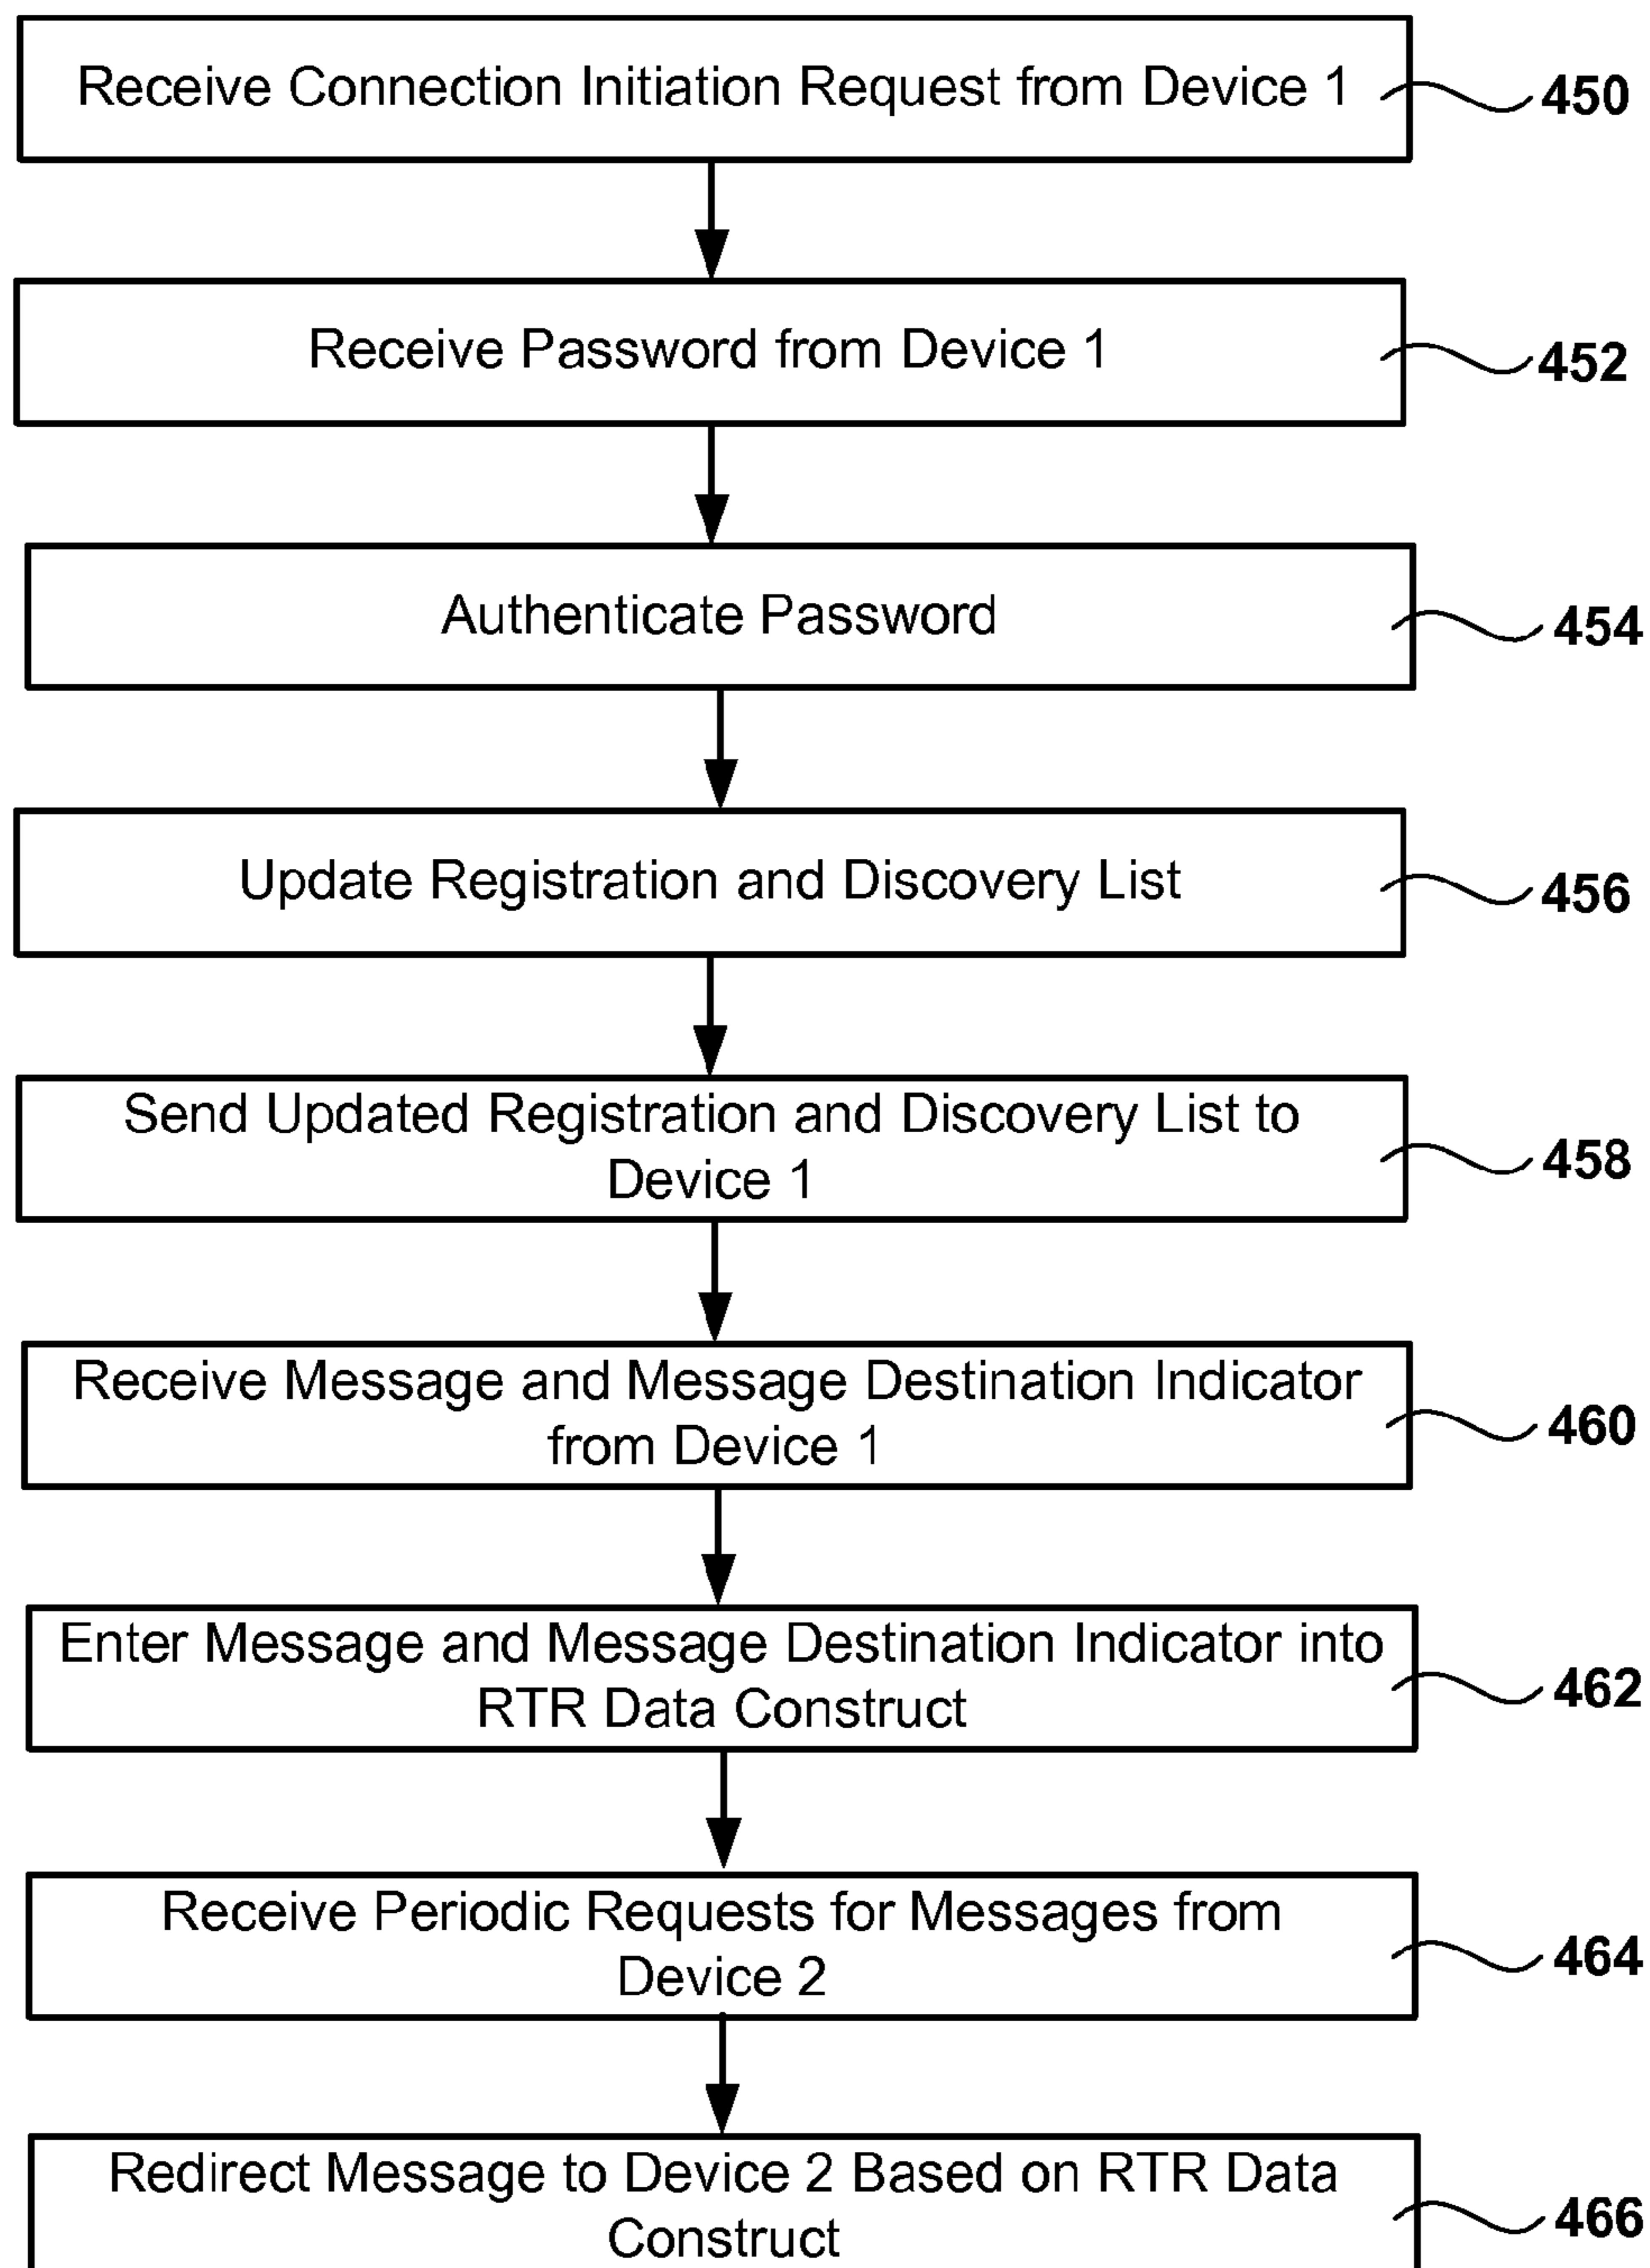 Receive Connection Initiation Request from Device 1
450
Receive Password from Device 1
452
Authenticate Password
454
Update Registration and Discovery List
456
Send Updated Registration and Discovery List to
Device 1
458
Receive Message and Message Destination Indicator
from Device 1
460
Enter Message and Message Destination Indicator into
RTR Data Construct
462
Receive Periodic Requests for Messages from
Device 2
464
Redirect Message to Device 2 Based on RTR Data
Construct
466